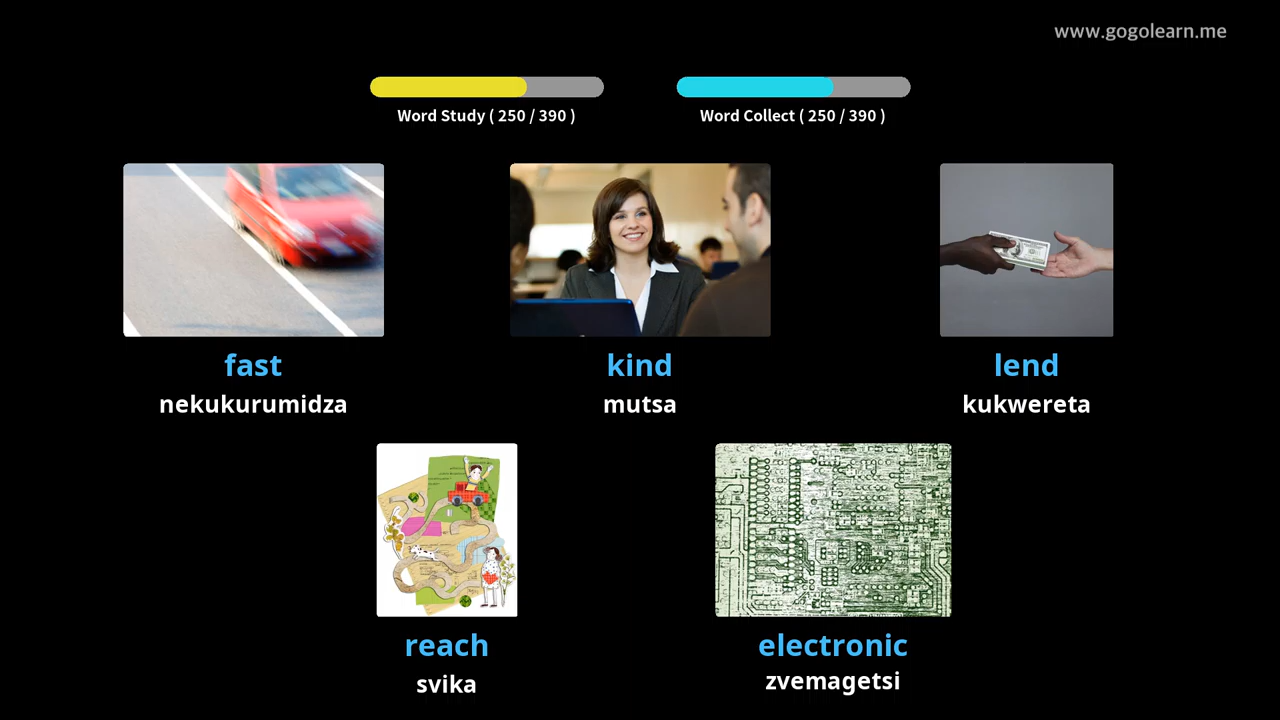 www.gogolearn.me
Word Study ( 250 / 390 )
Word Collect ( 250 / 390 )
fast
kind
lend
nekukurumidza
mutsa
kukwereta
reach
electronic
svika
zvemagetsi